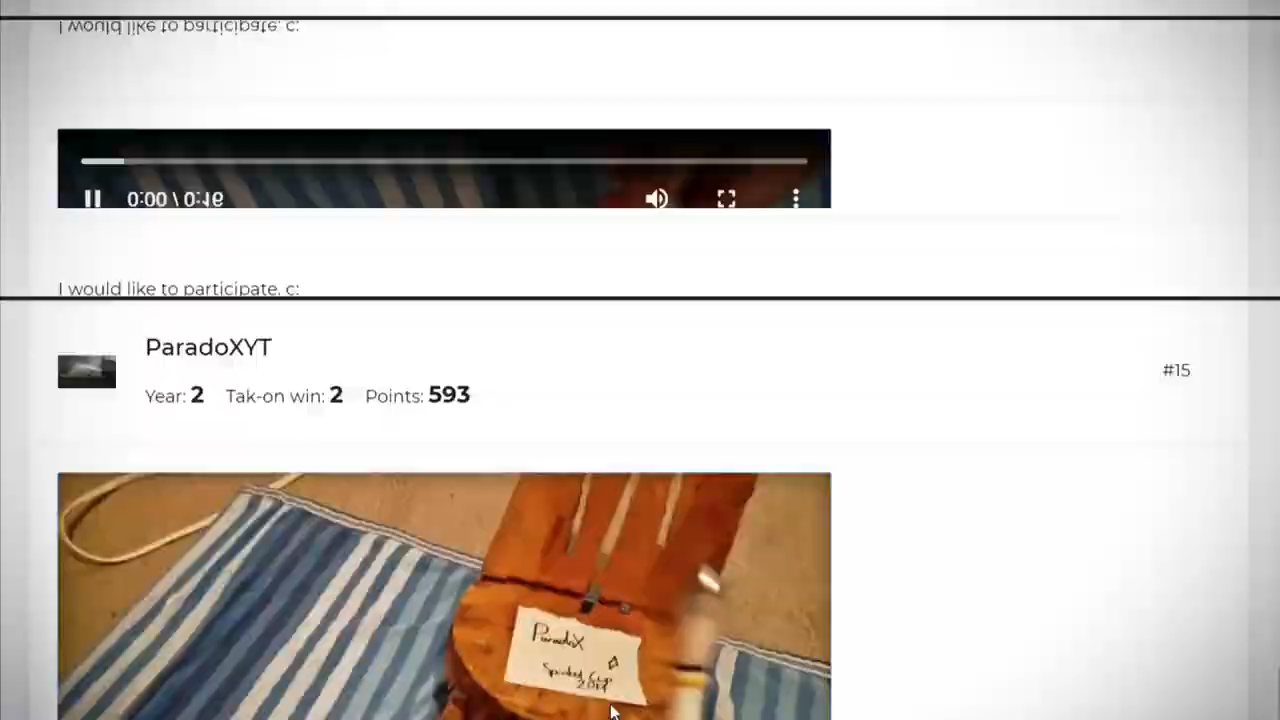 I would like to participate. c:
0:00 / 0:16
I would like to participate. c:
ParadoXYT
#15
Year: 2 Tak-on win: 2 Points: 593
ParadoX